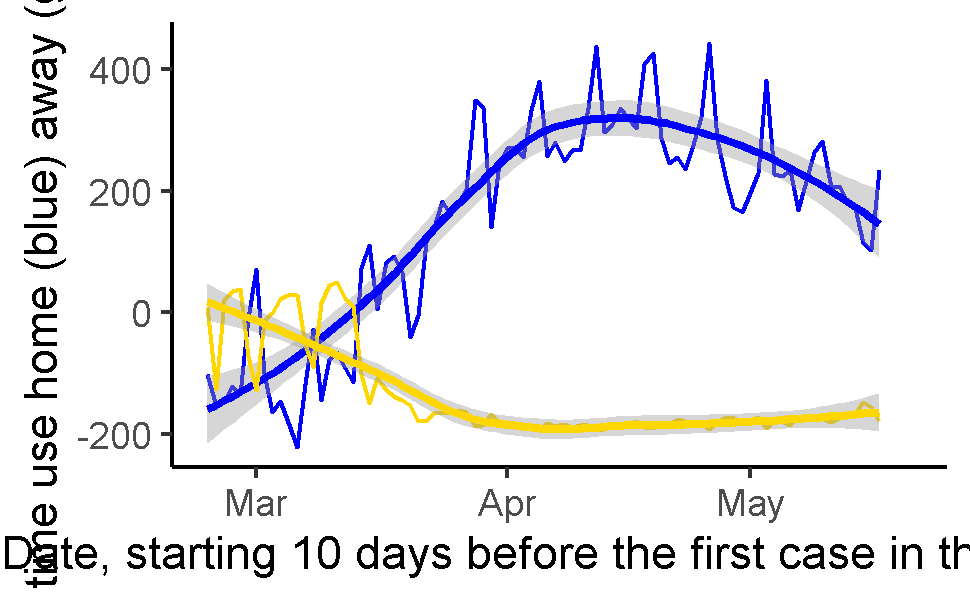 time use home (blue) away (
400
200
0
-200
Mar
Apr
May
Date, starting 10 days before the first case in th